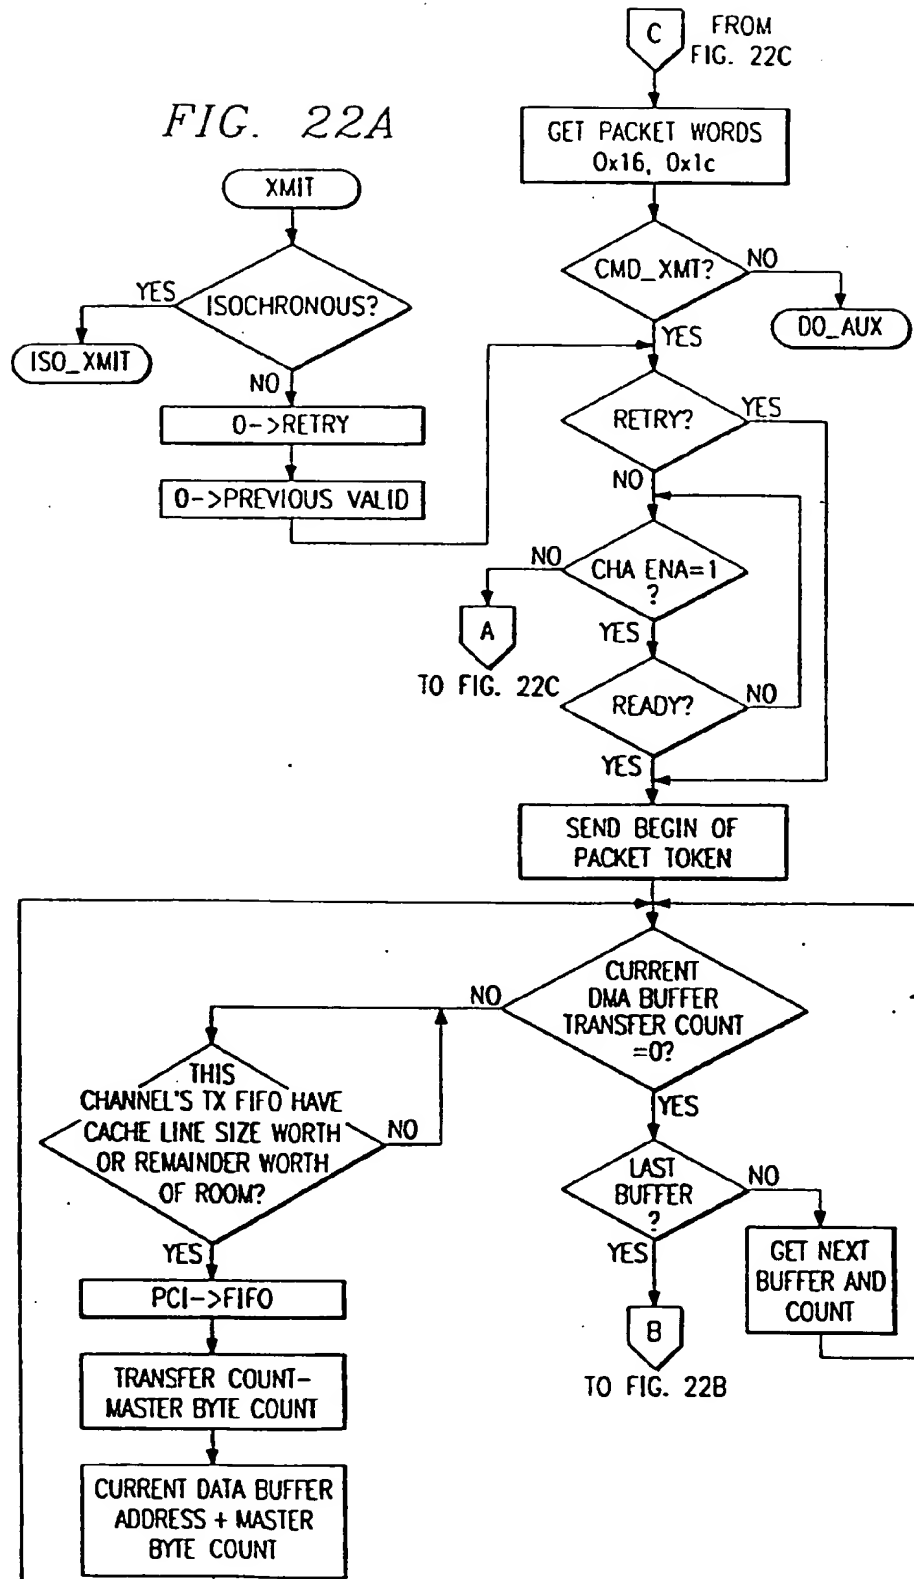 C
FROM
FIG. 22C
FIG. 22A
GET PACKET WORDS
0x16, 0x1c
XMIT
CMD_XMT?
NO
YES
ISOCHRONOUS?
YES
DO_AUX
ISO_XMIT
NO
0->RETRY
RETRY?
YES
NO
0->PREVIOUS VALID
NO
CHA ENA=1
?
A
YES
TO FIG. 22C
READY?
NO
YES
SEND BEGIN OF
PACKET TOKEN
CURRENT
DMA BUFFER
TRANSFER COUNT
=0?
NO
YES
THIS
CHANNEL'S TX FIFO HAVE
CACHE LINE SIZE WORTH
OR REMAINDER WORTH
OF ROOM?
NO
YES
LAST
BUFFER
?
NO
YES
GET NEXT
BUFFER AND
COUNT
PCI->FIFO
B
TO FIG. 22B
TRANSFER COUNT-
MASTER BYTE COUNT
CURRENT DATA BUFFER
ADDRESS + MASTER
BYTE COUNT